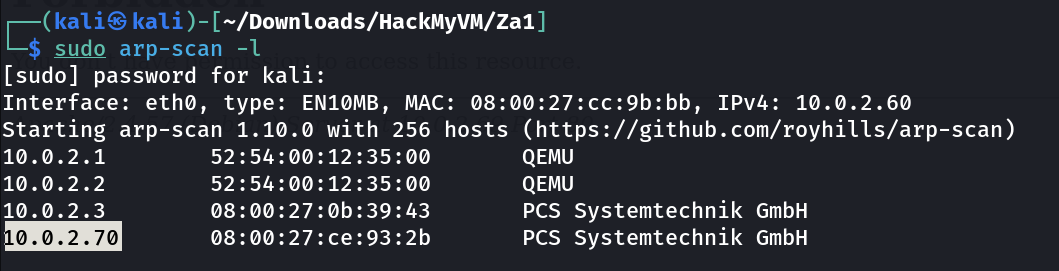 ┌──(kali㉿kali)-[~/Downloads/HackMyVM/Za1]
└─$ sudo arp-scan -l
[sudo] password for kali:
Interface: eth0, type: EN10MB, MAC: 08:00:27:cc:9b:bb, IPv4: 10.0.2.60
Starting arp-scan 1.10.0 with 256 hosts (https://github.com/royhills/arp-scan)
10.0.2.1 52:54:00:12:35:00 QEMU
10.0.2.2 52:54:00:12:35:00 QEMU
10.0.2.3 08:00:27:0b:39:43 PCS Systemtechnik GmbH
10.0.2.70 08:00:27:ce:93:2b PCS Systemtechnik GmbH